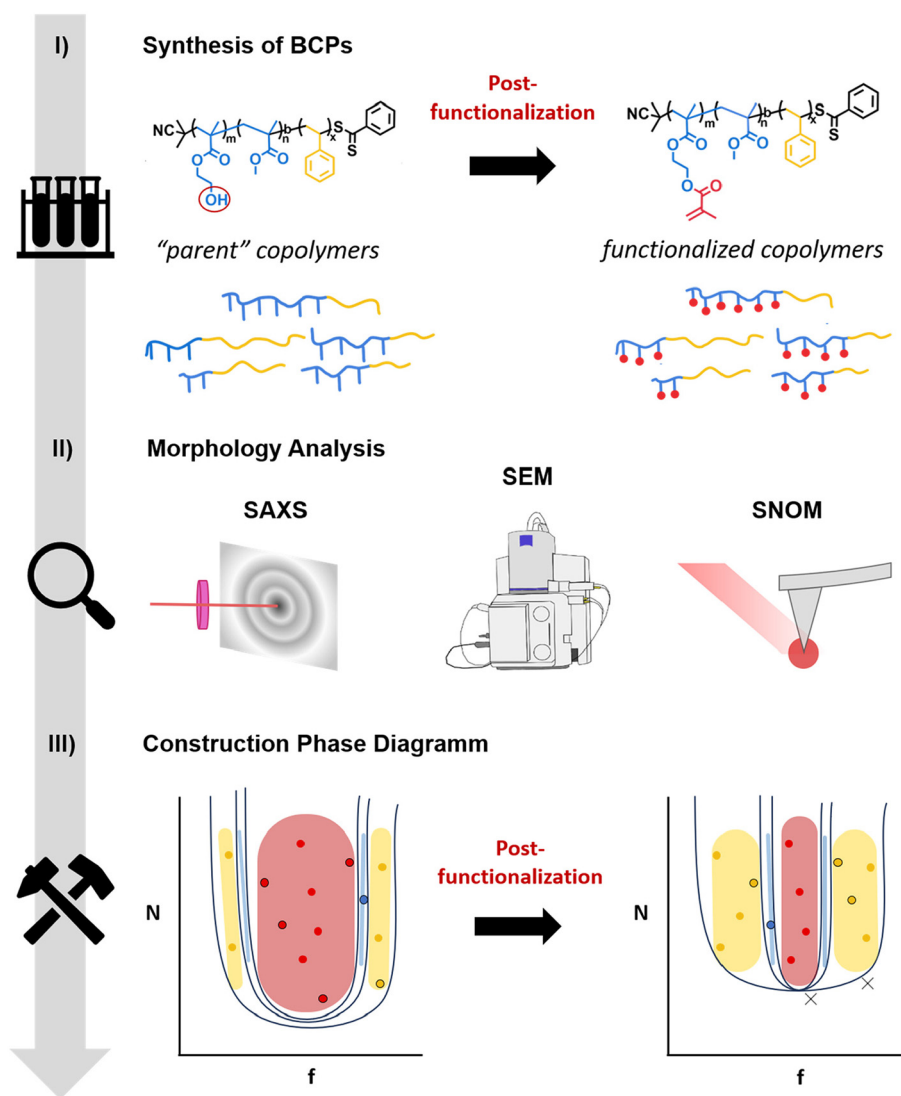 I)
Synthesis of BCPs
Post-
functionalization
NC
m
n
b
x
S
S
O
O
O
O
OH
NC
m
n
b
x
S
S
O
O
O
O
O
O
"parent" copolymers
functionalized copolymers
II)
Morphology Analysis
SAXS
SEM
SNOM
III)
Construction Phase Diagramm
Post-
functionalization
N
f
N
f